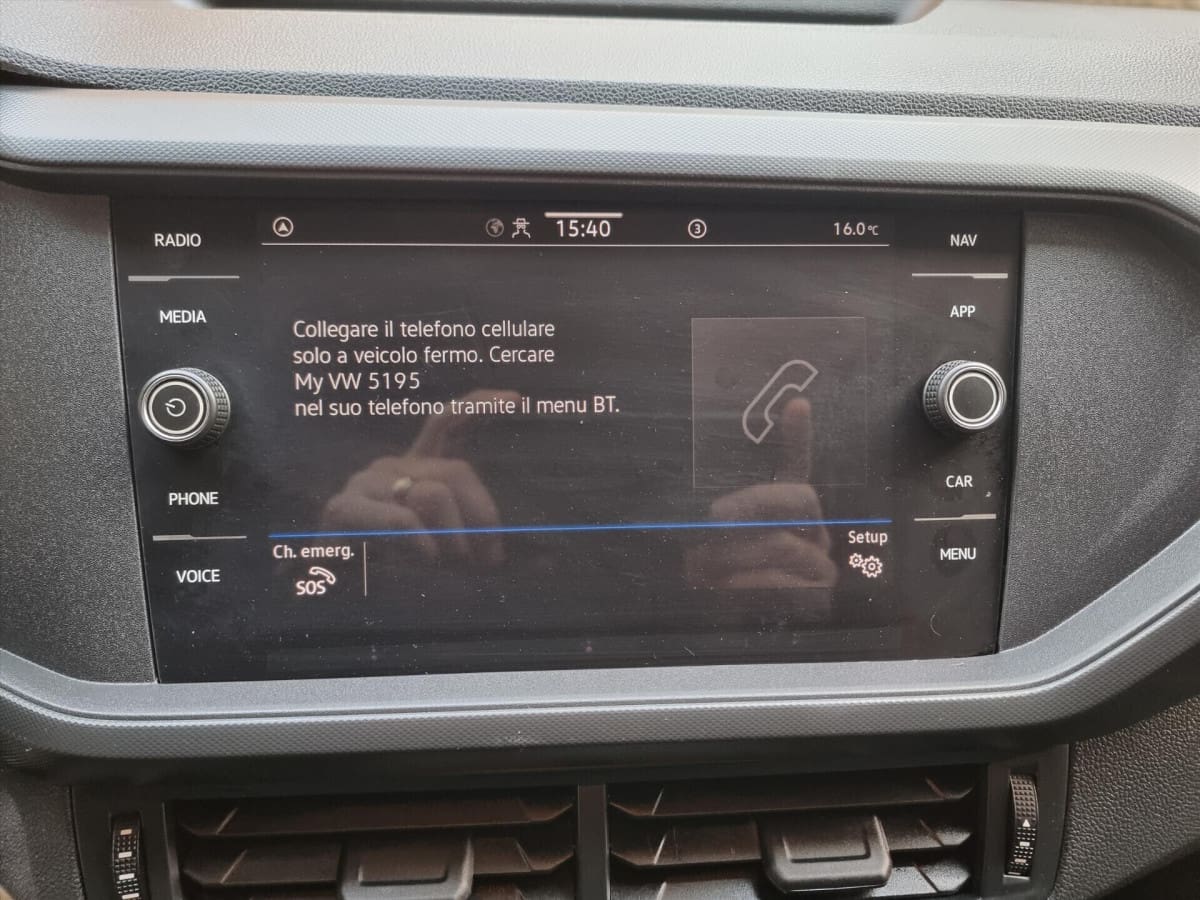 RADIO
15:40
3
16.0°C
NAV
MEDIA
APP
Collegare il telefono cellulare
solo a veicolo fermo. Cercare
My VW 5195
nel suo telefono tramite il menu BT.
PHONE
CAR
Ch. emerg.
Setup
SOS
VOICE
MENU